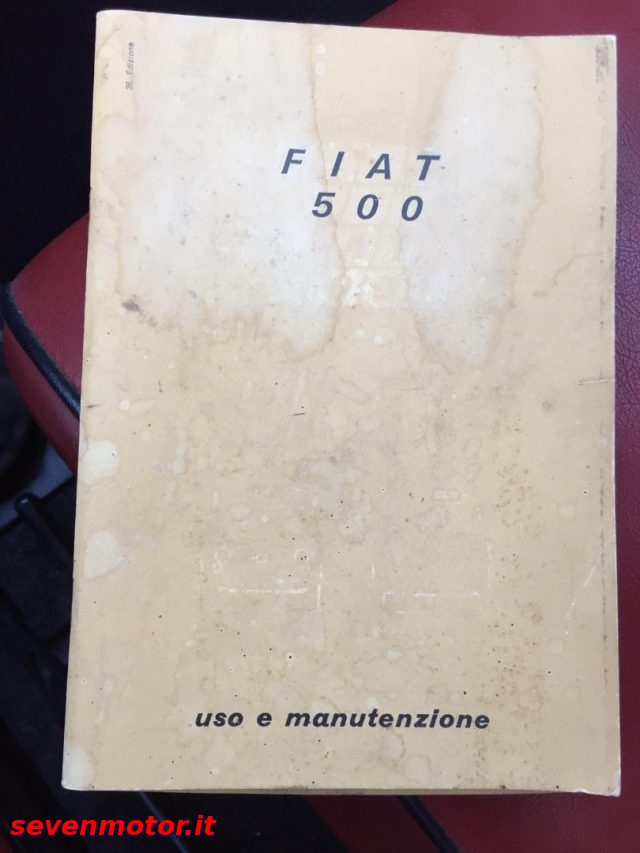 36. Edizione
FIAT
500
uso e manutenzione
sevenmotor.it